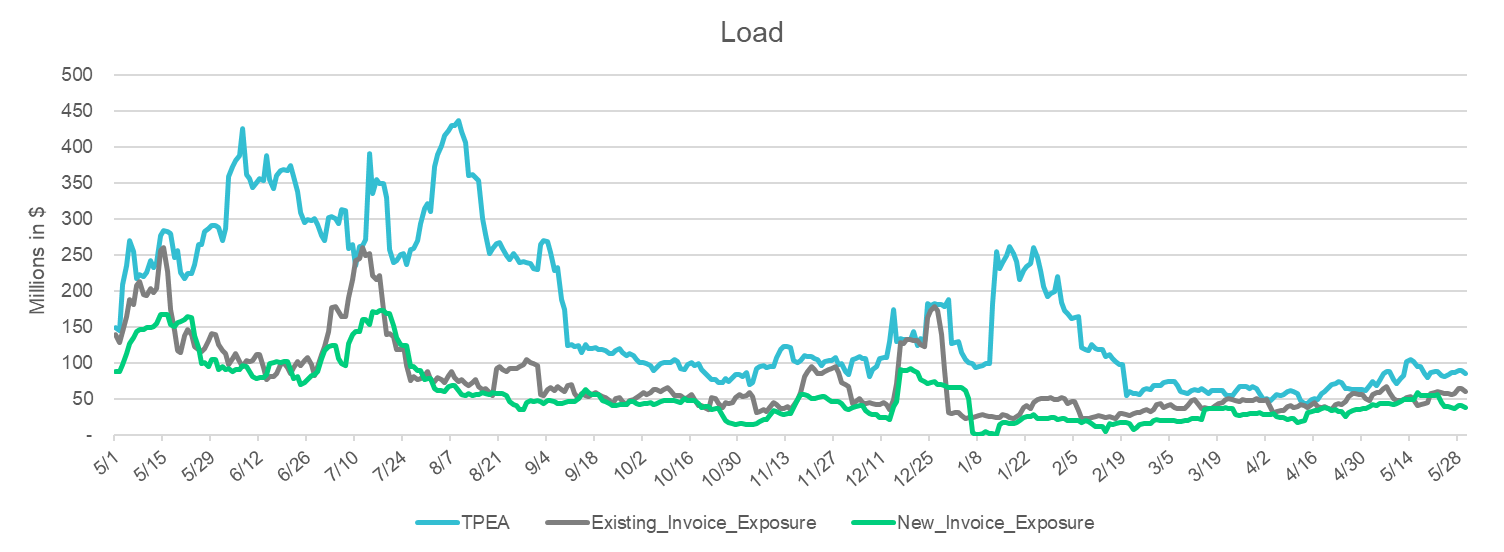 Load
Millions in $
500
450
400
350
300
250
200
150
100
50
-
5/1 5/15 5/29 6/12 6/26 7/10 7/24 8/7 8/21 9/4 9/18 10/2 10/16 10/30 11/13 11/27 12/11 12/25 1/8 1/22 2/5 2/19 3/5 3/19 4/2 4/16 4/30 5/14 5/28
TPEA Existing_Invoice_Exposure New_Invoice_Exposure